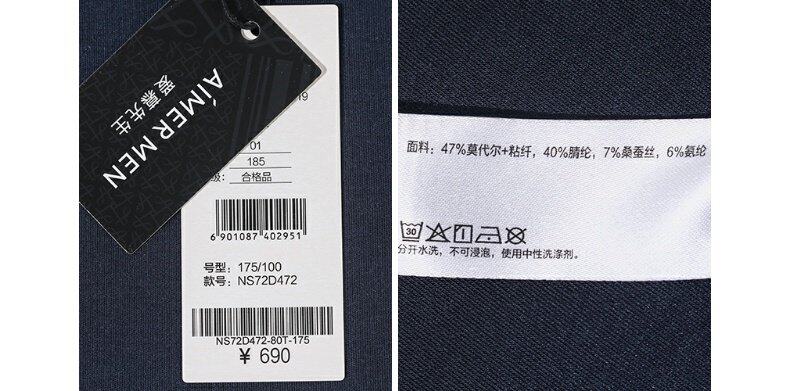 AIMER MEN
爱慕先生
19
01
185
级: 合格品
6 901087 402951
号型: 175/100
款号: NS72D472
NS72D472-80T-175
¥ 690
面料: 47%莫代尔+粘纤, 40%腈纶, 7%桑蚕丝, 6%氨纶
30
分开水洗, 不可浸泡, 使用中性洗涤剂。